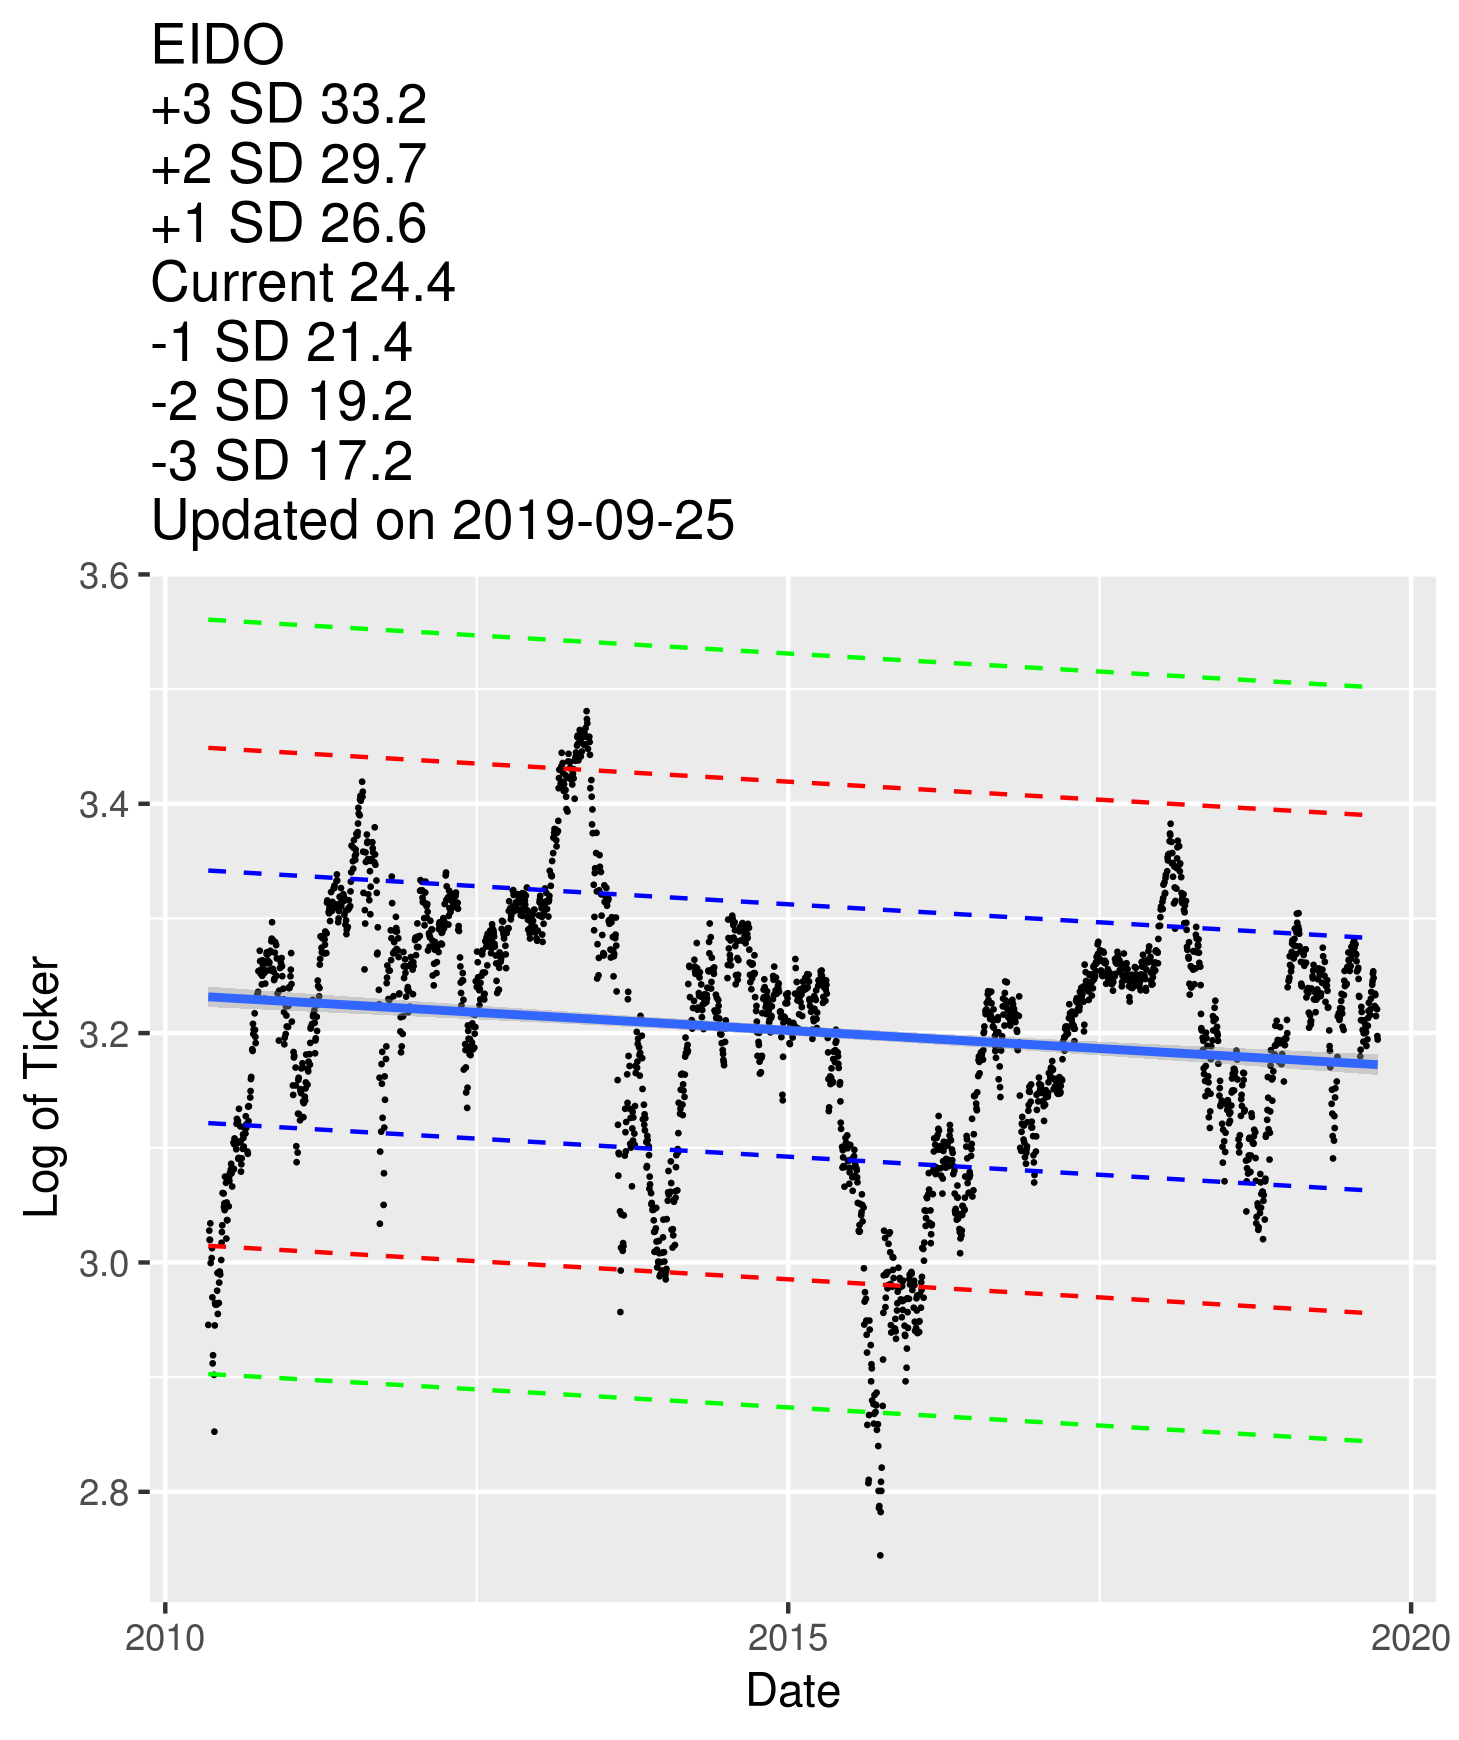 EIDO
+3 SD 33.2
+2 SD 29.7
+1 SD 26.6
Current 24.4
-1 SD 21.4
-2 SD 19.2
-3 SD 17.2
Updated on 2019-09-25
3.6
3.4
3.2
3.0
2.8
Log of Ticker
2010
2015
2020
Date